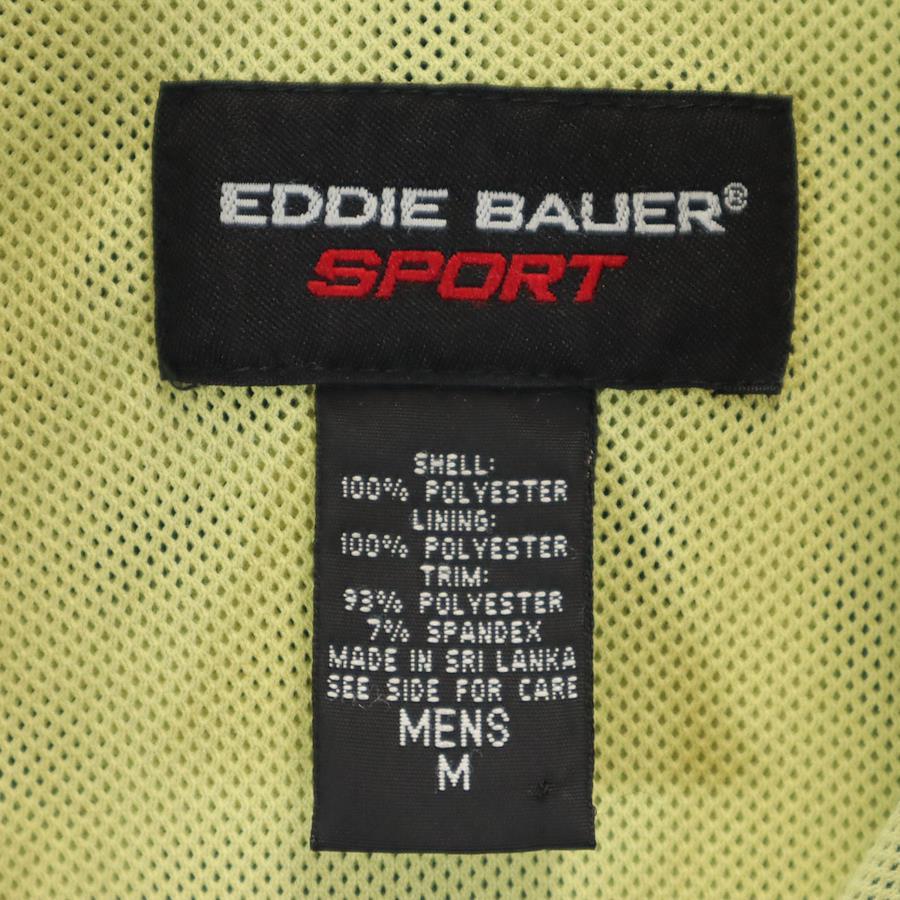 EDDIE BAUER®
SPORT
SHELL:
100% POLYESTER
LINING:
100% POLYESTER
TRIM:
93% POLYESTER
7% SPANDEX
MADE IN SRI LANKA
SEE SIDE FOR CARE
MENS
M